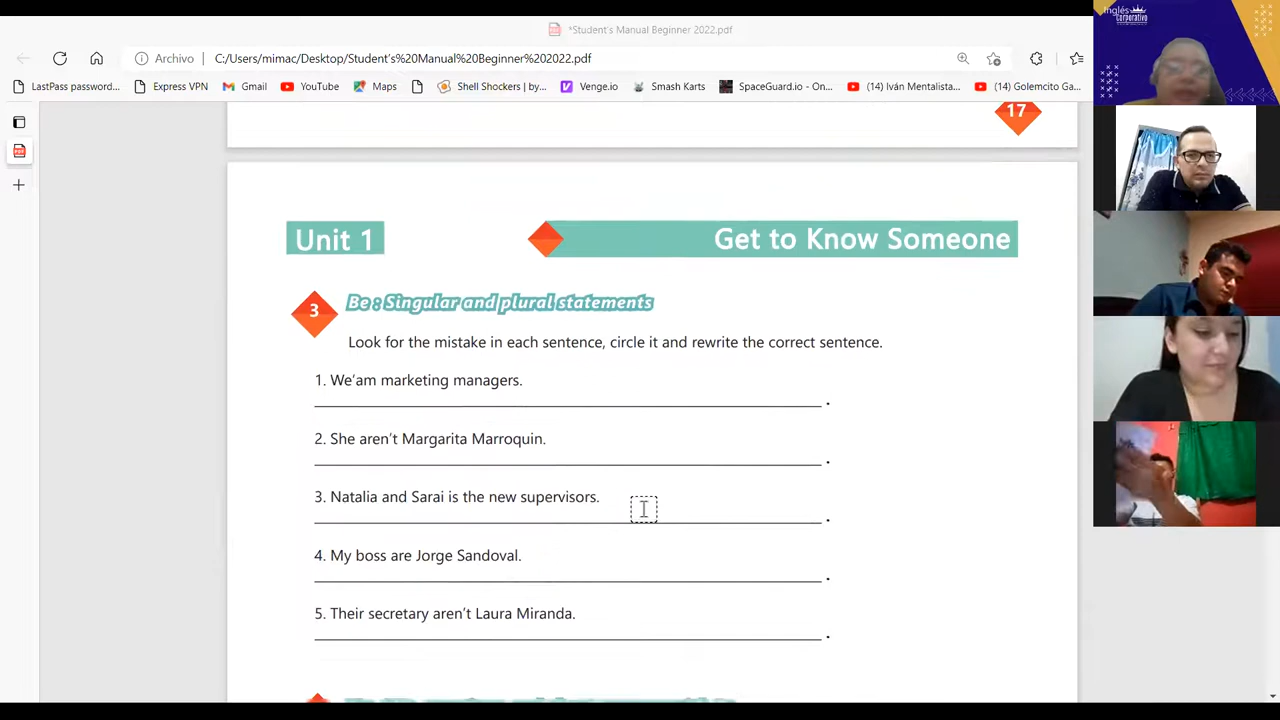 *Student's Manual Beginner 2022.pdf
Archivo C:/Users/mimac/Desktop/Student's%20Manual%20Beginner%202022.pdf
LastPass password... Express VPN Gmail YouTube Maps Shell Shockers | by... Venge.io Smash Karts SpaceGuard.io - On... (14) Iván Mentalista... (14) Golemcito Ga...
Inglés
Corporativo
17
Unit 1 Get to Know Someone
3 Be : Singular and plural statements
Look for the mistake in each sentence, circle it and rewrite the correct sentence.
1. We'am marketing managers.
2. She aren't Margarita Marroquin.
3. Natalia and Sarai is the new supervisors.
4. My boss are Jorge Sandoval.
5. Their secretary aren't Laura Miranda.